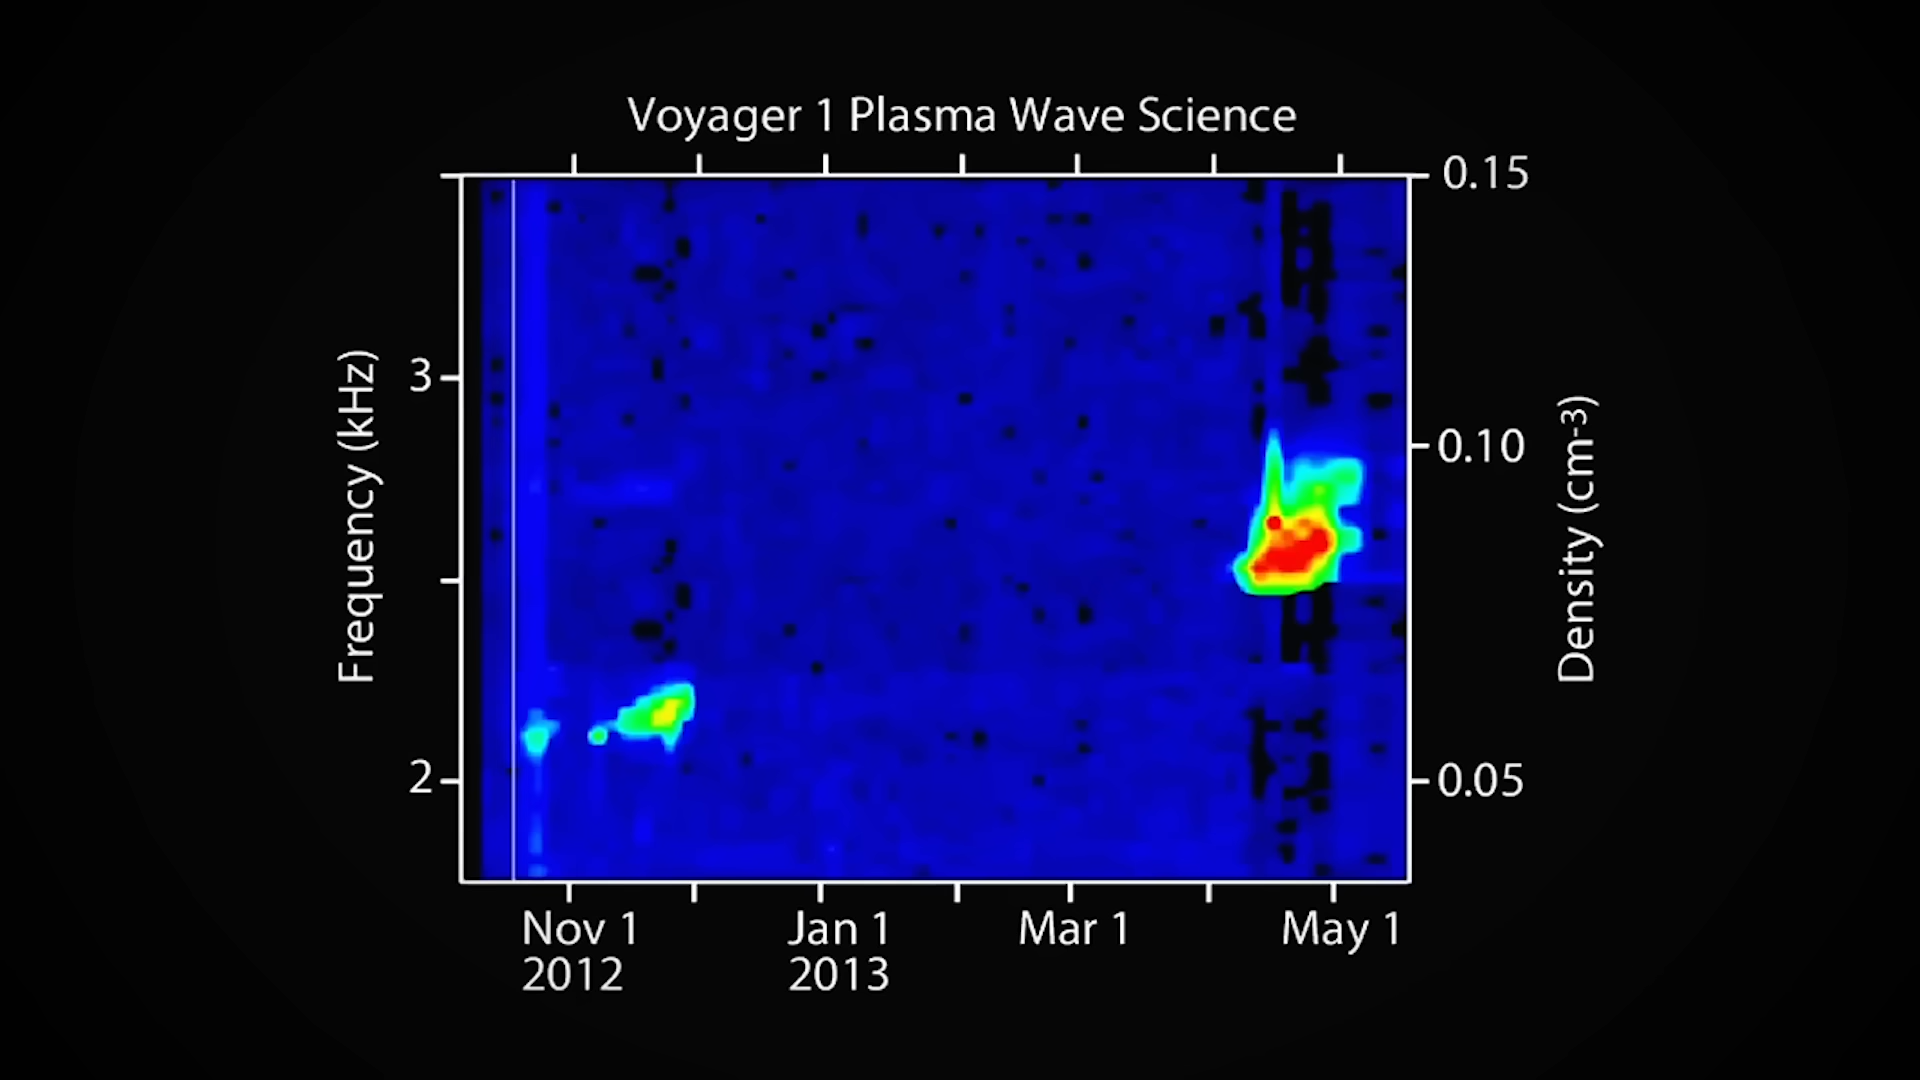 Voyager 1 Plasma Wave Science
0.15
3
0.10
2
0.05
Frequency (kHz)
Density (cm-3)
Nov 1
2012
Jan 1
2013
Mar 1
May 1